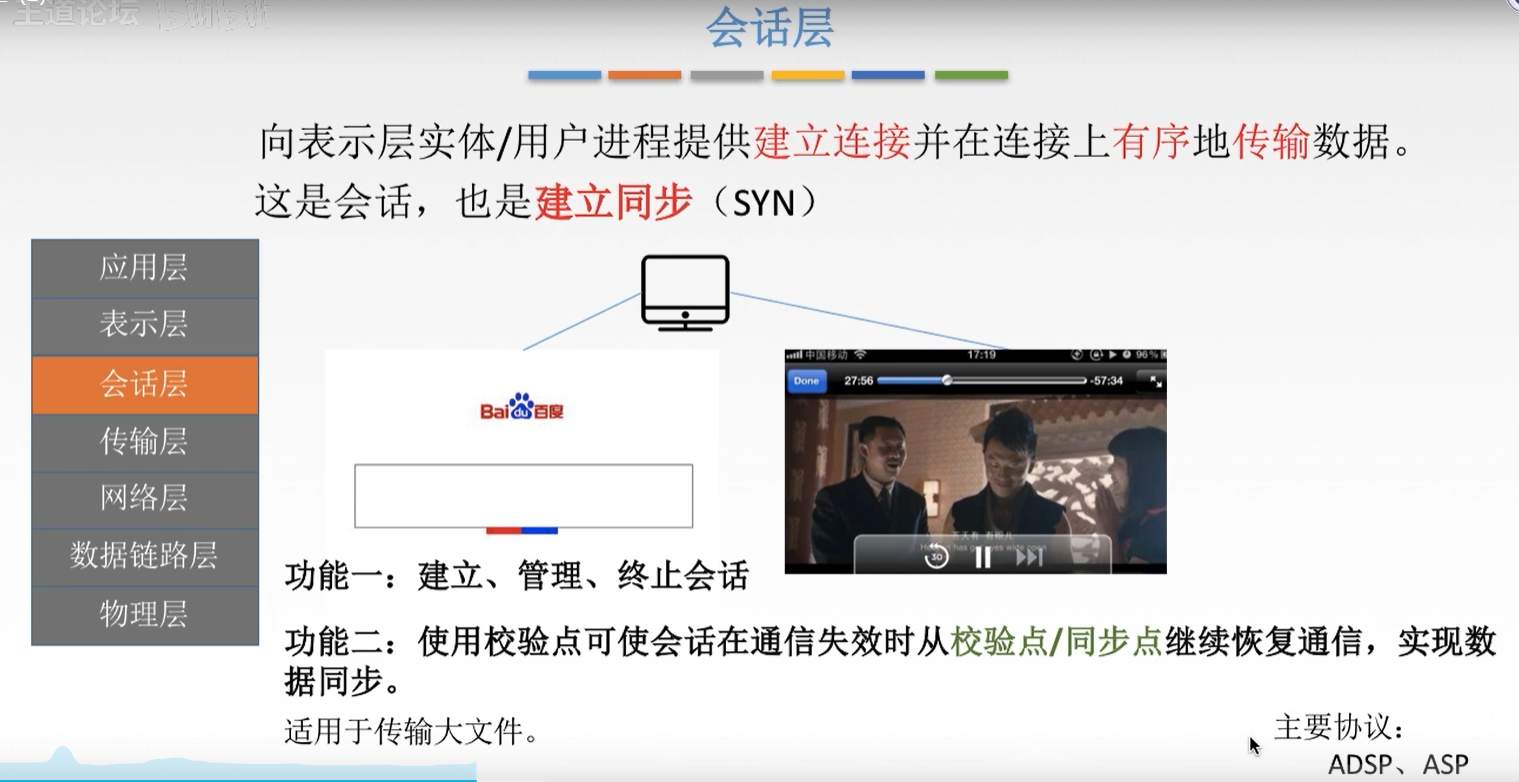 王道论坛 bilibili
会话层
向表示层实体/用户进程提供建立连接并在连接上有序地传输数据。
这是会话，也是建立同步（SYN）
应用层
表示层
会话层
传输层
网络层
数据链路层
物理层
Bai du 百度
中国移动 17:19 96%
Done 27:56 -57:34
30
功能一：建立、管理、终止会话
功能二：使用校验点可使会话在通信失效时从校验点/同步点继续恢复通信，实现数
据同步。
适用于传输大文件。
主要协议：
ADSP、ASP